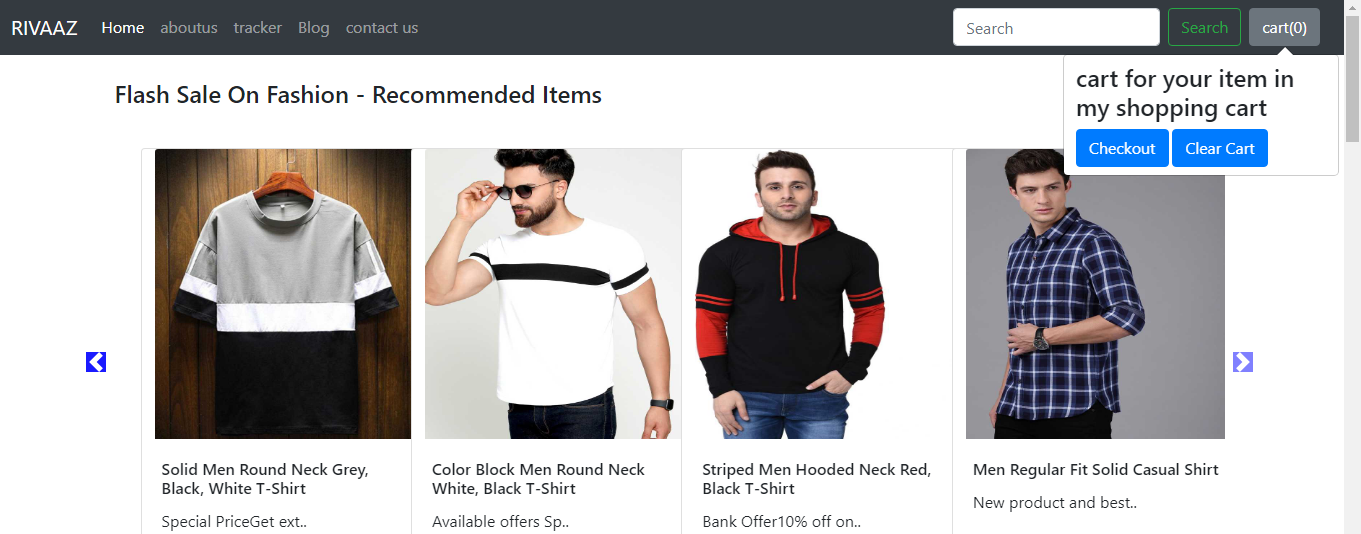 RIVAAZ Home aboutus tracker Blog contact us Search Search cart(0)
cart for your item in
my shopping cart
Checkout Clear Cart
Flash Sale On Fashion - Recommended Items
Solid Men Round Neck Grey,
Black, White T-Shirt
Special PriceGet ext..
Color Block Men Round Neck
White, Black T-Shirt
Available offers Sp..
Striped Men Hooded Neck Red,
Black T-Shirt
Bank Offer10% off on..
Men Regular Fit Solid Casual Shirt
New product and best..